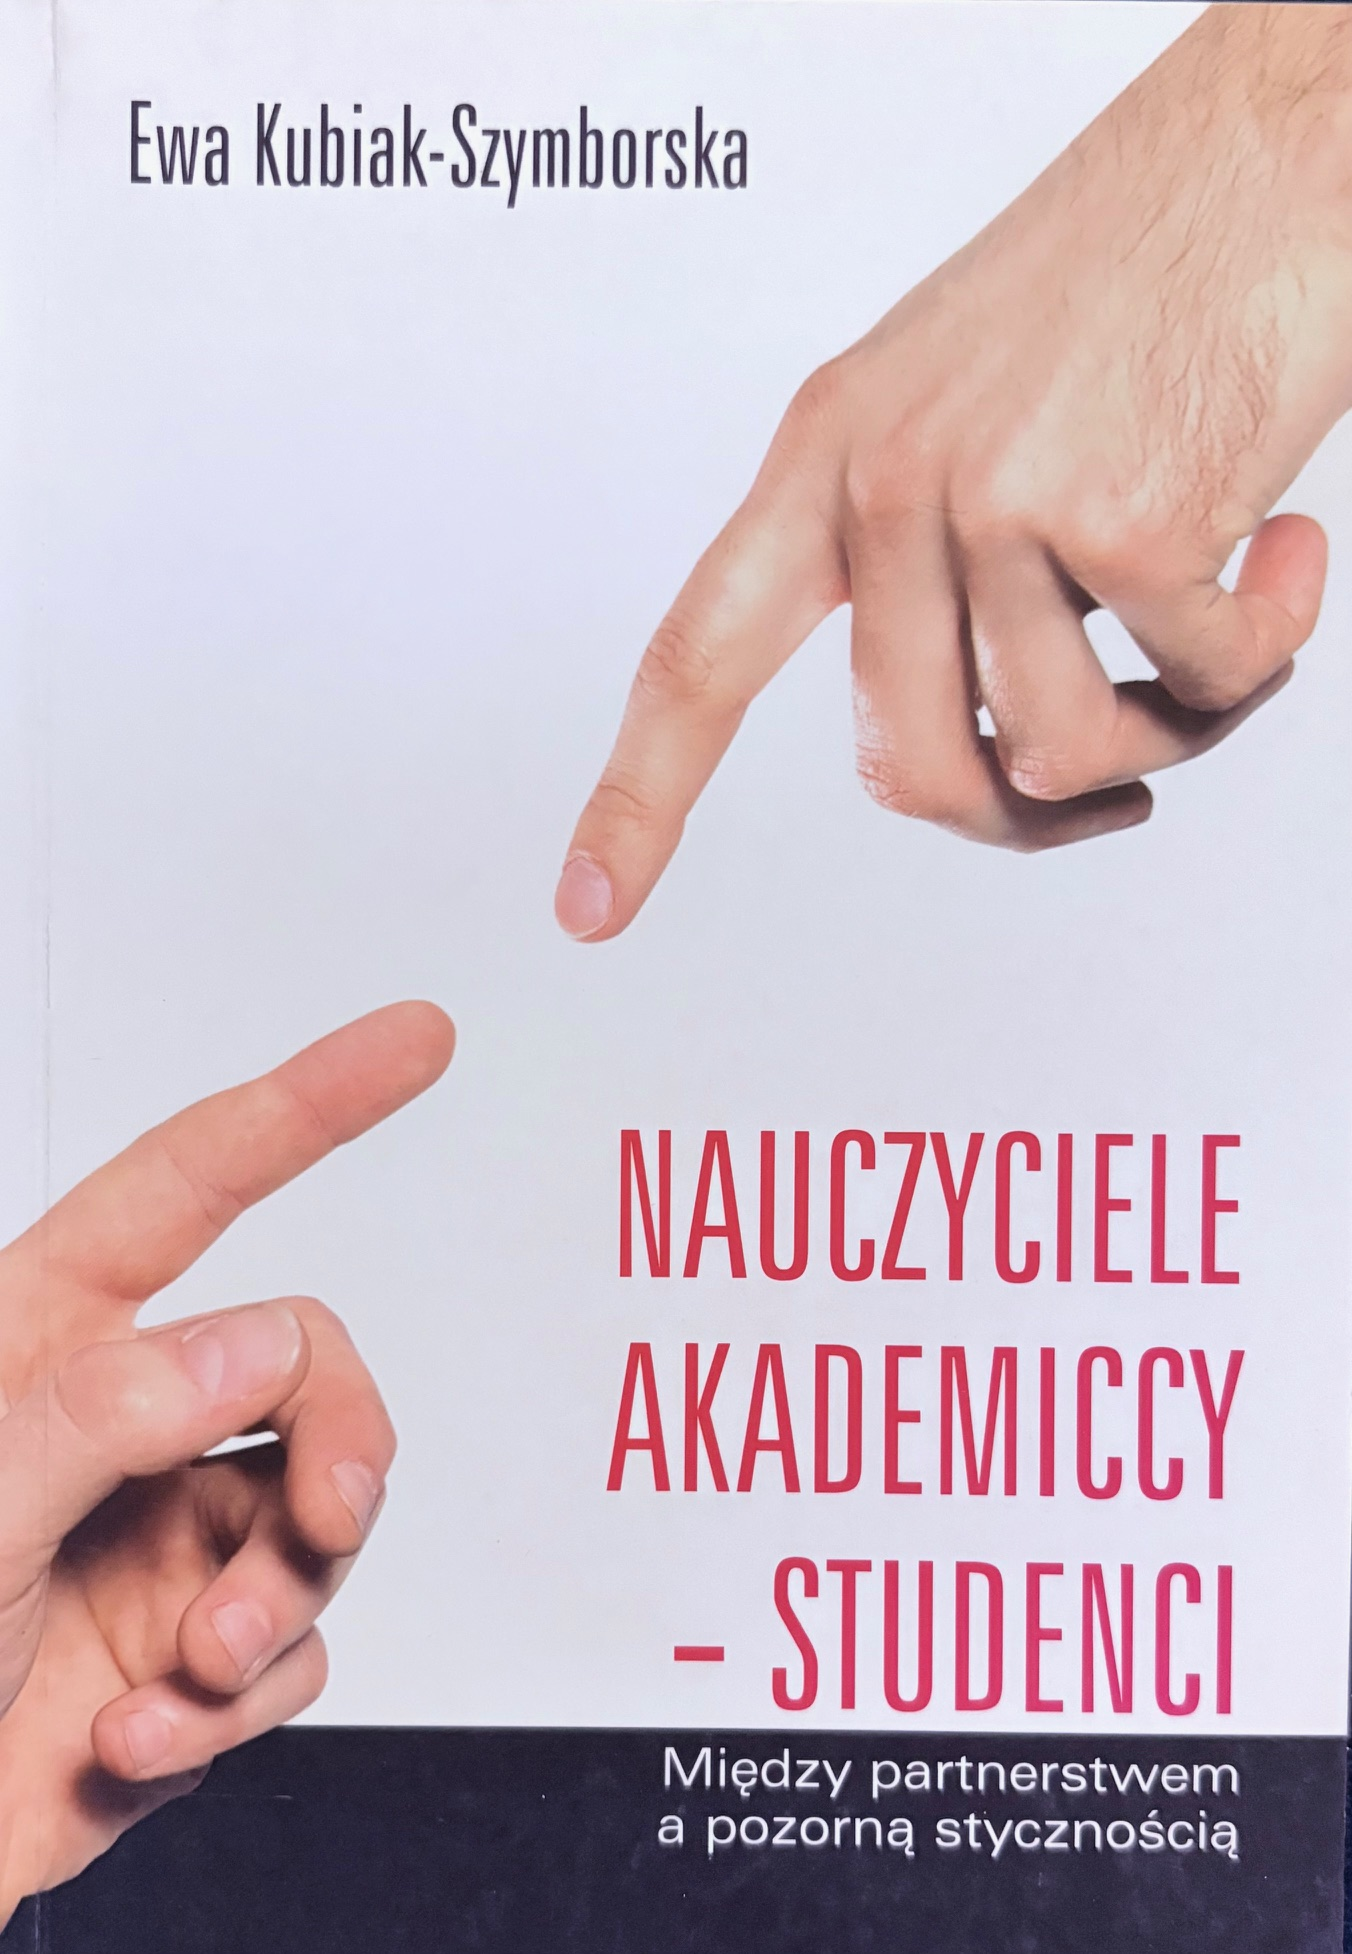 Ewa Kubiak-Szymborska
NAUCZYCIELE
AKADEMICCY
– STUDENCI
Między partnerstwem
a pozorną stycznością